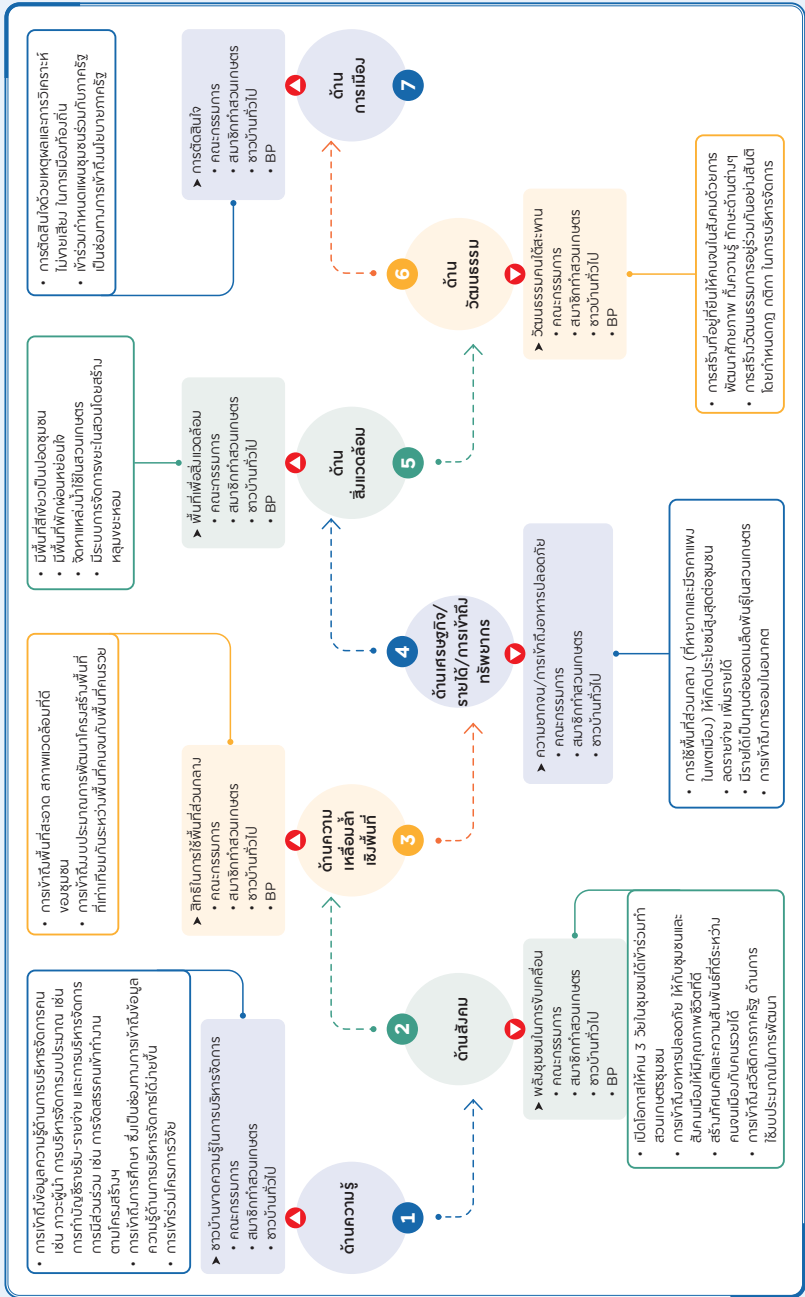 • การเข้าถึงข้อมูลความรู้ด้านการบริหารจัดการคน
เช่น ภาวะผู้นำ การบริหารจัดการงบประมาณ เช่น
การทำบัญชีรายรับ-รายจ่าย และการบริหารจัดการ
การมีส่วนร่วม เช่น การจัดสรรคนเข้าทำงาน
ตามโครงสร้างฯ
• การเข้าถึงการศึกษา ซึ่งเป็นช่องทางการเข้าถึงข้อมูล
ความรู้ด้านการบริหารจัดการได้ง่ายขึ้น
• การเข้าร่วมโครงการวิจัย
➤ ชาวบ้านขาดความรู้ในการบริหารจัดการ
• คณะกรรมการ
• สมาชิกทำสวนเกษตร
• ชาวบ้านทั่วไป
ด้านความรู้
1
ด้านสังคม
2
➤ พลังชุมชนในการขับเคลื่อน
• คณะกรรมการ
• สมาชิกทำสวนเกษตร
• ชาวบ้านทั่วไป
• BP
• เปิดโอกาสให้คน 3 วัยในชุมชนได้เข้าร่วมทำ
สวนเกษตรชุมชน
• การเข้าถึงอาหารปลอดภัย ให้กับชุมชนและ
สังคมเมืองให้มีคุณภาพชีวิตที่ดี
• สร้างทัศนคติและความสัมพันธ์ที่ดีระหว่าง
คนจนเมืองกับคนรวยได้
• การเข้าถึงสวัสดิการภาครัฐ ด้านการ
ใช้งบประมาณในการพัฒนา
• การเข้าถึงพื้นที่สะอาด สภาพแวดล้อมที่ดี
ของชุมชน
• การเข้าถึงงบประมาณการพัฒนาโครงสร้างพื้นที่
ที่เท่าเทียมกันระหว่างพื้นที่คนจนกับพื้นที่คนรวย
➤ สิทธิในการใช้พื้นที่ส่วนกลาง
• คณะกรรมการ
• สมาชิกทำสวนเกษตร
• ชาวบ้านทั่วไป
• BP
ด้านความ
เหลื่อมล้ำ
เชิงพื้นที่
3
ด้านเศรษฐกิจ/
รายได้/การเข้าถึง
ทรัพยากร
4
➤ ความยากจน/การเข้าถึงอาหารปลอดภัย
• คณะกรรมการ
• สมาชิกทำสวนเกษตร
• ชาวบ้านทั่วไป
• การใช้พื้นที่ส่วนกลาง (ที่หายากและมีราคาแพง
ในเขตเมือง) ให้เกิดประโยชน์สูงสุดต่อชุมชน
• ลดรายจ่าย เพิ่มรายได้
• มีรายได้เป็นทุนต่อยอดเมล็ดพันธุ์ในสวนเกษตร
• การเข้าถึงการออมในอนาคต
• มีพื้นที่สีเขียวเป็นปอดชุมชน
• มีพื้นที่พักผ่อนหย่อนใจ
• จัดหาแหล่งน้ำใช้ในสวนเกษตร
• มีระบบการจัดการขยะในสวนโดยสร้าง
หลุมขยะหอม
➤ พื้นที่เพื่อสิ่งแวดล้อม
• คณะกรรมการ
• สมาชิกทำสวนเกษตร
• ชาวบ้านทั่วไป
• BP
ด้าน
สิ่งแวดล้อม
5
ด้าน
วัฒนธรรม
6
➤ วัฒนธรรมคนใต้สะพาน
• คณะกรรมการ
• สมาชิกทำสวนเกษตร
• ชาวบ้านทั่วไป
• BP
• การสร้างที่อยู่ที่ยืนให้คนจนในสังคมด้วยการ
พัฒนาศักยภาพ ทั้งความรู้ ทักษะด้านต่างๆ
• การสร้างวัฒนธรรมการอยู่ร่วมกันอย่างสันติ
โดยกำหนดกฎ กติกา ในการบริหารจัดการ
• การตัดสินใจด้วยเหตุผลและการวิเคราะห์
ไม่ขายเสียง ในการเมืองท้องถิ่น
• เข้าร่วมกำหนดแผนชุมชนร่วมกับภาครัฐ
เป็นช่องทางการเข้าถึงนโยบายภาครัฐ
➤ การตัดสินใจ
• คณะกรรมการ
• สมาชิกทำสวนเกษตร
• ชาวบ้านทั่วไป
• BP
ด้าน
การเมือง
7